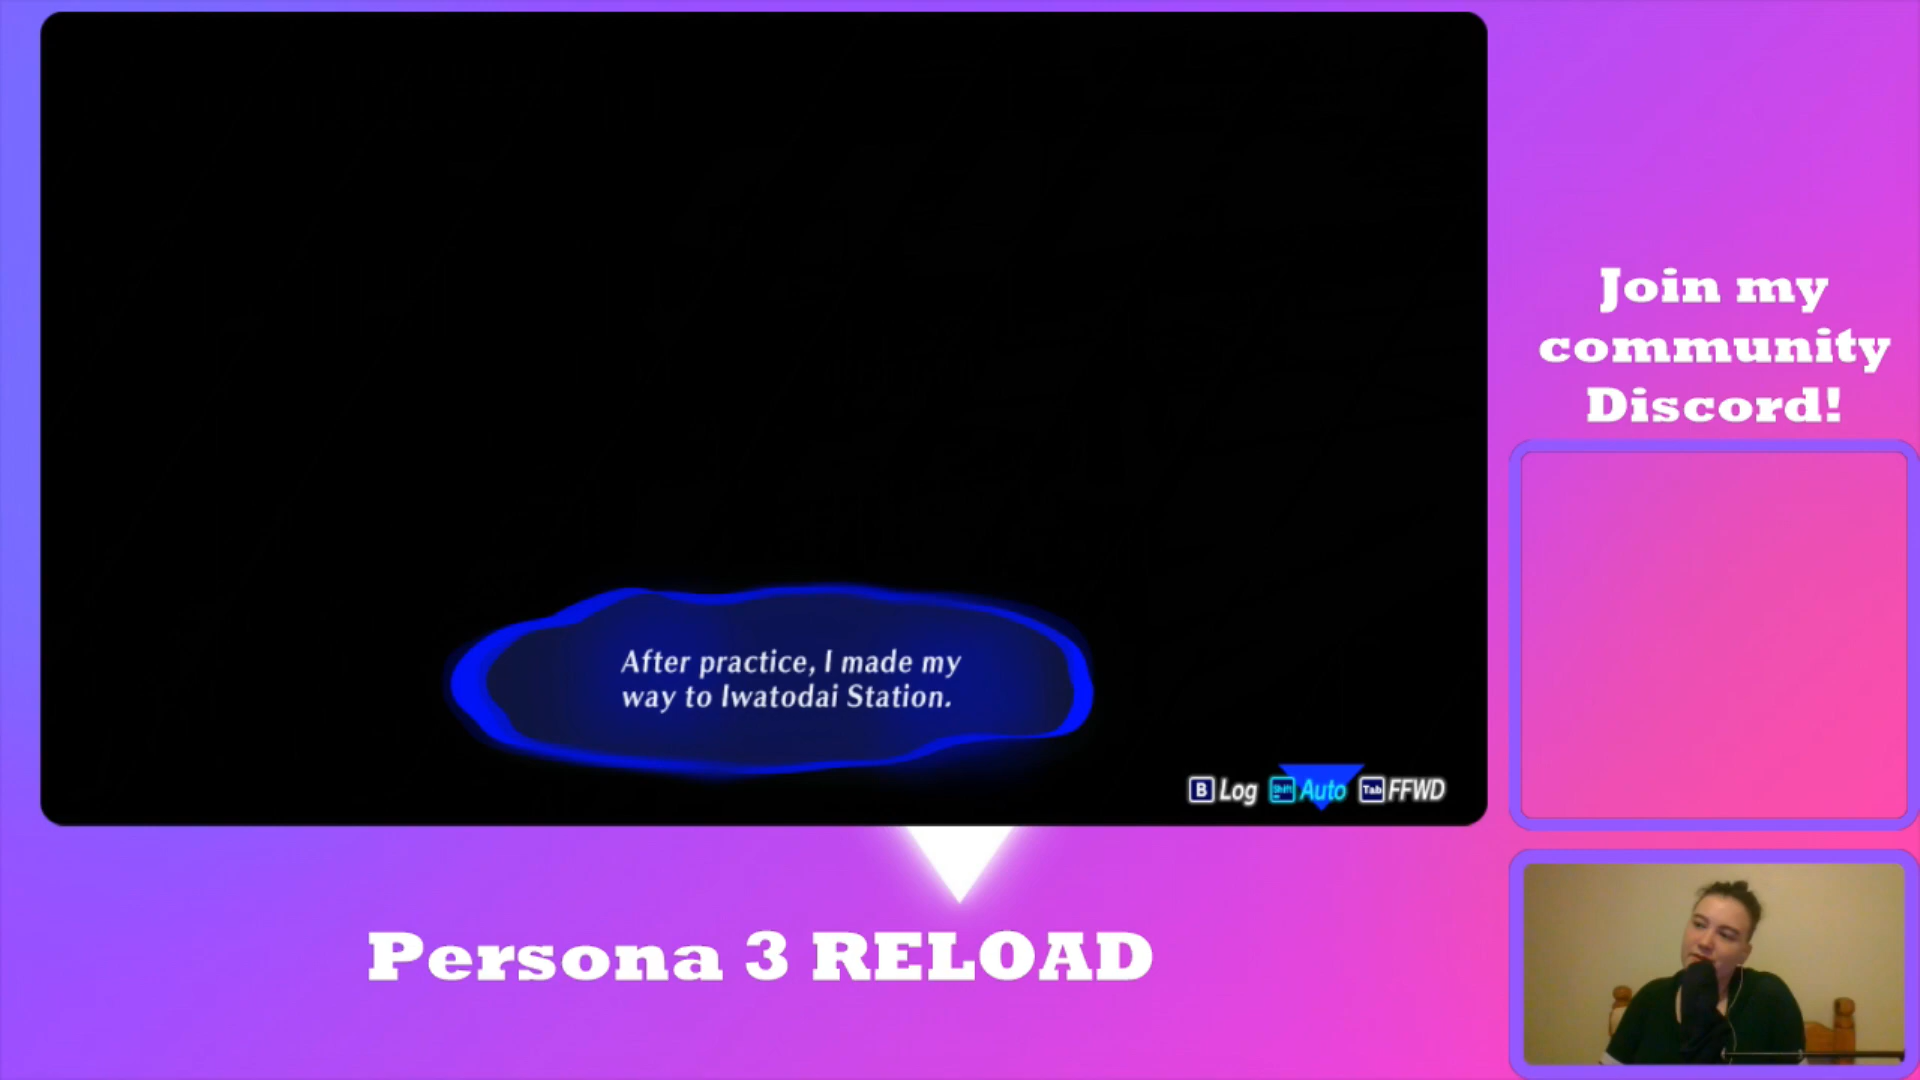 Join my
community
Discord!
After practice, I made my
way to Iwatodai Station.
B Log Shift Auto Tab FFWD
Persona 3 RELOAD